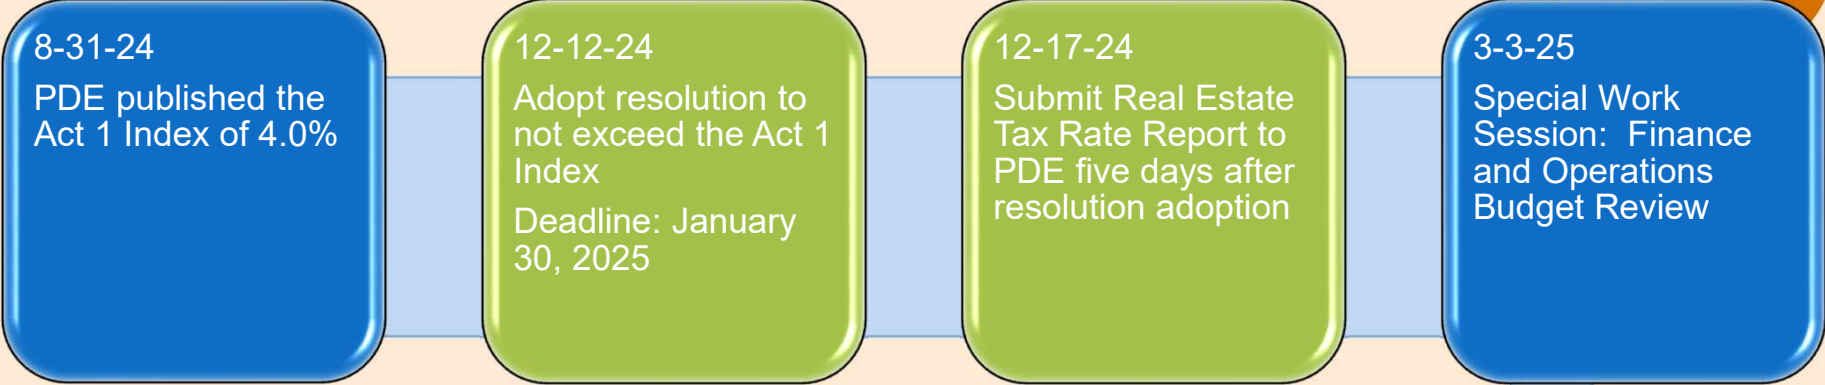 8-31-24
PDE published the
Act 1 Index of 4.0%
12-12-24
Adopt resolution to
not exceed the Act 1
Index
Deadline: January
30, 2025
12-17-24
Submit Real Estate
Tax Rate Report to
PDE five days after
resolution adoption
3-3-25
Special Work
Session:  Finance
and Operations
Budget Review